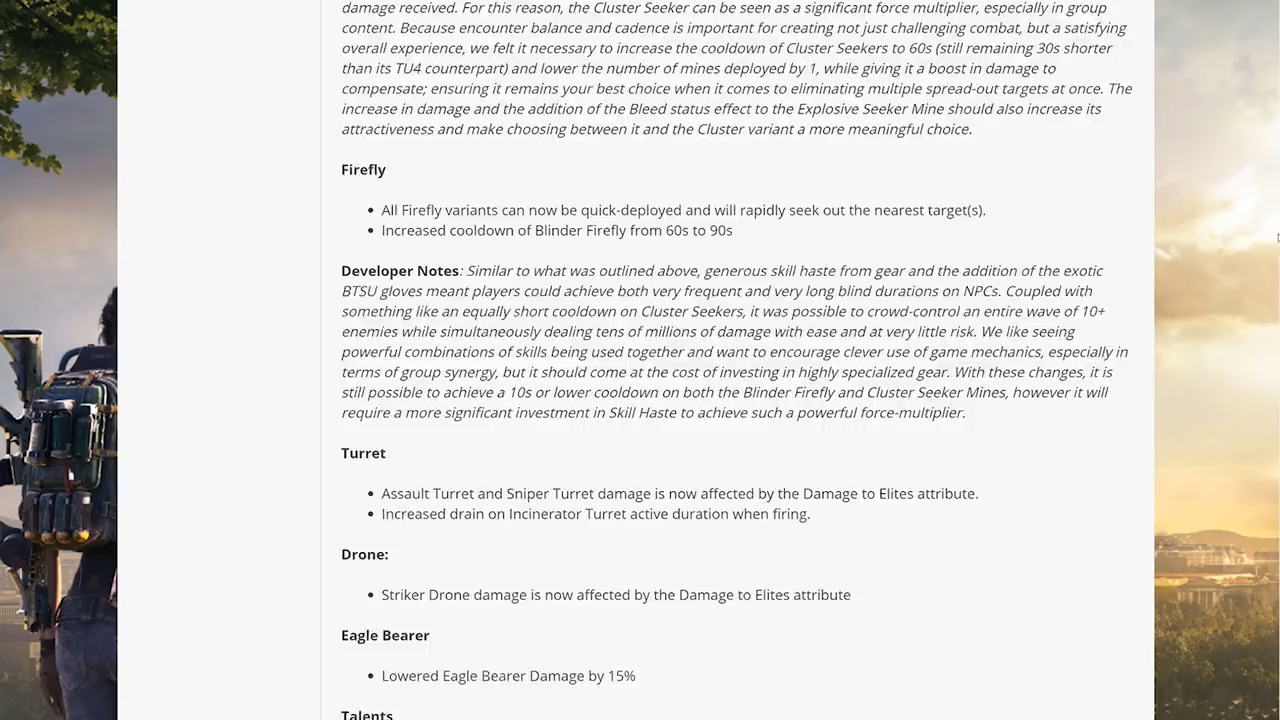 damage received. For this reason, the Cluster Seeker can be seen as a significant force multiplier, especially in group
content. Because encounter balance and cadence is important for creating not just challenging combat, but a satisfying
overall experience, we felt it necessary to increase the cooldown of Cluster Seekers to 60s (still remaining 30s shorter
than its TU4 counterpart) and lower the number of mines deployed by 1, while giving it a boost in damage to
compensate; ensuring it remains your best choice when it comes to eliminating multiple spread-out targets at once. The
increase in damage and the addition of the Bleed status effect to the Explosive Seeker Mine should also increase its
attractiveness and make choosing between it and the Cluster variant a more meaningful choice.
Firefly
• All Firefly variants can now be quick-deployed and will rapidly seek out the nearest target(s).
• Increased cooldown of Blinder Firefly from 60s to 90s
Developer Notes: Similar to what was outlined above, generous skill haste from gear and the addition of the exotic
BTSU gloves meant players could achieve both very frequent and very long blind durations on NPCs. Coupled with
something like an equally short cooldown on Cluster Seekers, it was possible to crowd-control an entire wave of 10+
enemies while simultaneously dealing tens of millions of damage with ease and at very little risk. We like seeing
powerful combinations of skills being used together and want to encourage clever use of game mechanics, especially in
terms of group synergy, but it should come at the cost of investing in highly specialized gear. With these changes, it is
still possible to achieve a 10s or lower cooldown on both the Blinder Firefly and Cluster Seeker Mines, however it will
require a more significant investment in Skill Haste to achieve such a powerful force-multiplier.
Turret
• Assault Turret and Sniper Turret damage is now affected by the Damage to Elites attribute.
• Increased drain on Incinerator Turret active duration when firing.
Drone:
• Striker Drone damage is now affected by the Damage to Elites attribute
Eagle Bearer
• Lowered Eagle Bearer Damage by 15%
Talents